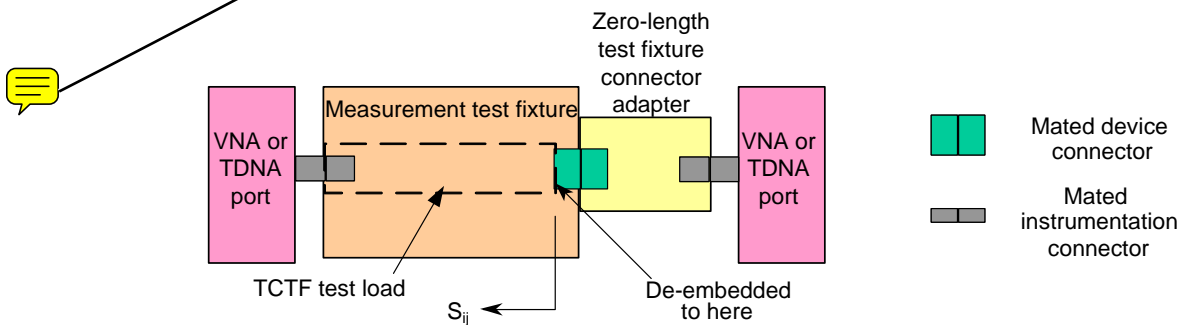 Zero-length
test fixture
connector
adapter
Measurement test fixture
VNA or
TDNA
port
VNA or
TDNA
port
Mated device
connector
Mated
instrumentation
connector
TCTF test load
De-embedded
to here
Sij